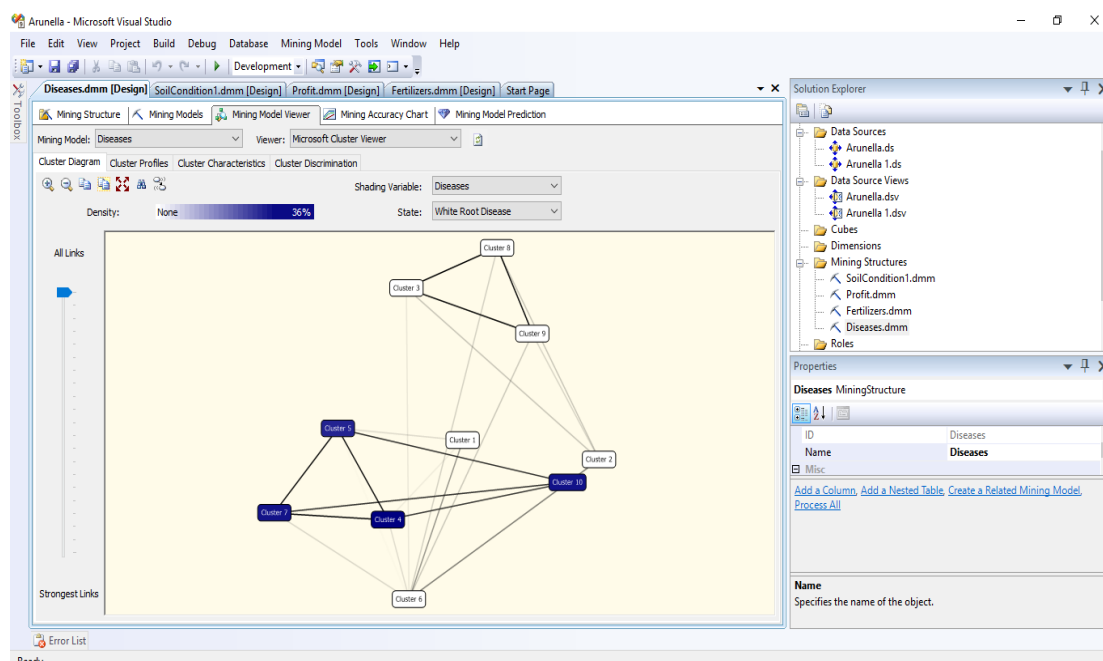 Arunella - Microsoft Visual Studio
File Edit View Project Build Debug Database Mining Model Tools Window Help
Development
Toolbox
Diseases.dmm [Design] SoilCondition1.dmm [Design] Profit.dmm [Design] Fertilizers.dmm [Design] Start Page
Mining Structure Mining Models Mining Model Viewer Mining Accuracy Chart Mining Model Prediction
Mining Model: Diseases Viewer: Microsoft Cluster Viewer
Cluster Diagram Cluster Profiles Cluster Characteristics Cluster Discrimination
Shading Variable: Diseases
Density: None 36% State: White Root Disease
All Links
Strongest Links
Cluster 8
Cluster 3
Cluster 9
Cluster 5
Cluster 1
Cluster 2
Cluster 10
Cluster 7
Cluster 4
Cluster 6
Error List
Solution Explorer
Data Sources
Arunella.ds
Arunella 1.ds
Data Source Views
Arunella.dsv
Arunella 1.dsv
Cubes
Dimensions
Mining Structures
SoilCondition1.dmm
Profit.dmm
Fertilizers.dmm
Diseases.dmm
Roles
Properties
Diseases MiningStructure
ID Diseases
Name Diseases
Misc
Add a Column, Add a Nested Table, Create a Related Mining Model,
Process All
Name
Specifies the name of the object.